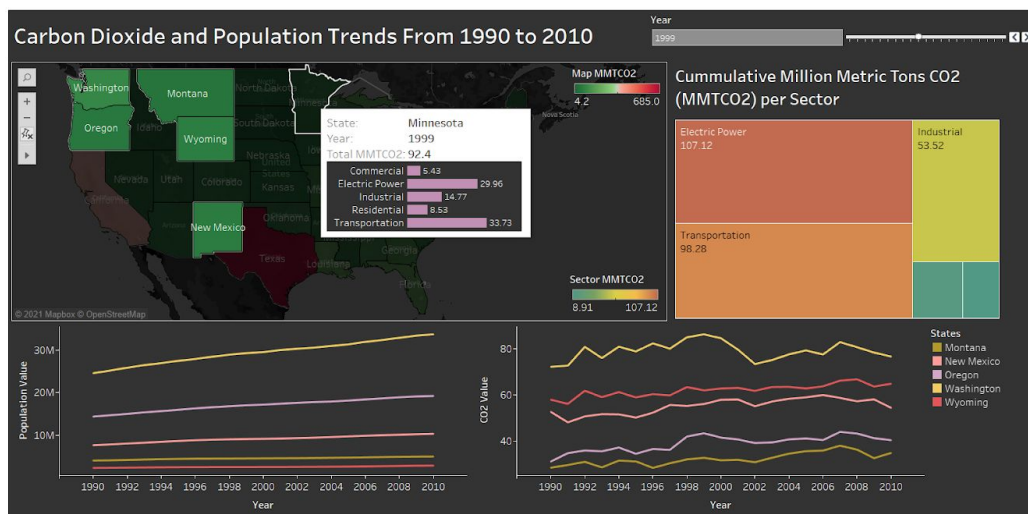 Carbon Dioxide and Population Trends From 1990 to 2010
Year
1999
Map MMTCO2
4.2 685.0
Washington
Montana
North Dakota
Minnesota
Oregon
Idaho
Wyoming
South Dakota
Nebraska
Nevada
Utah
Colorado
United
States
Kansas
California
Arizona
New Mexico
Oklahoma
Texas
Louisiana
Mississippi
Georgia
Florida
Nova Scotia
State: Minnesota
Year: 1999
Total MMTCO2: 92.4
Commercial 5.43
Electric Power 29.96
Industrial 14.77
Residential 8.53
Transportation 33.73
Sector MMTCO2
8.91 107.12
© 2021 Mapbox © OpenStreetMap
Cummulative Million Metric Tons CO2
(MMTCO2) per Sector
Electric Power
107.12
Industrial
53.52
Transportation
98.28
Population Value
30M
20M
10M
1990 1992 1994 1996 1998 2000 2002 2004 2006 2008 2010
Year
CO2 Value
80
60
40
1990 1992 1994 1996 1998 2000 2002 2004 2006 2008 2010
Year
States
Montana
New Mexico
Oregon
Washington
Wyoming